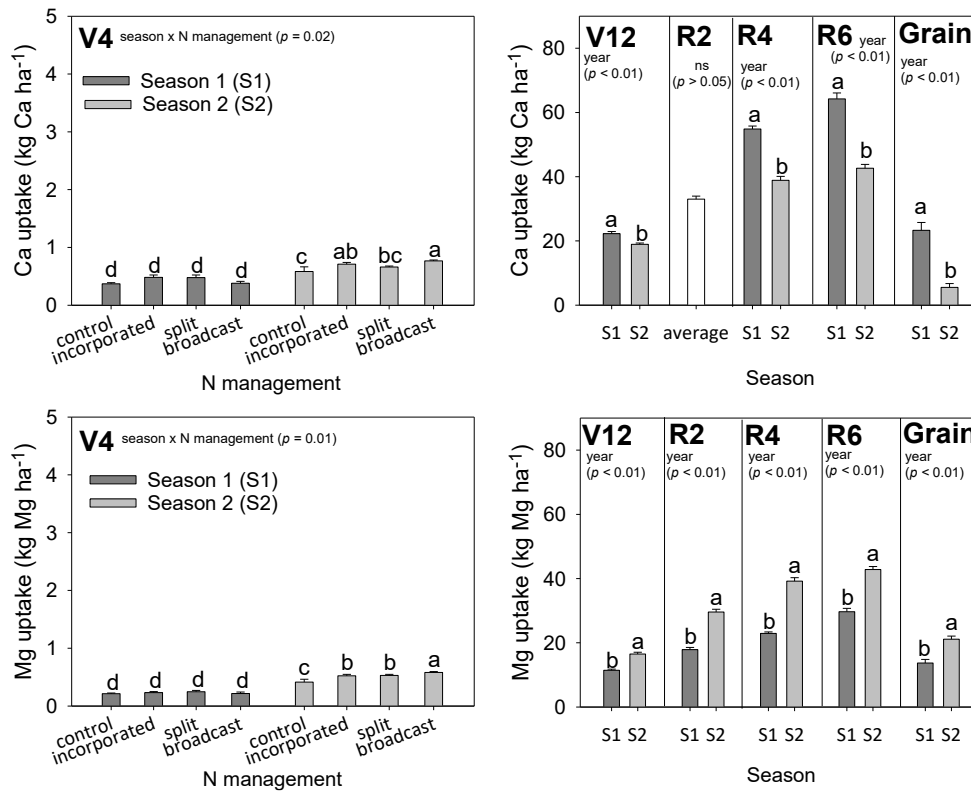 V4 season x N management (p = 0.02)
Season 1 (S1)
Season 2 (S2)
Ca uptake (kg Ca ha-1)
5
4
3
2
1
0
d d d d c ab bc a
control incorporated split broadcast control incorporated split broadcast
N management
V12 R2 R4 R6 year Grain
year ns year (p < 0.01) year
(p < 0.01) (p > 0.05) (p < 0.01) (p < 0.01)
Ca uptake (kg Ca ha-1)
80
60
40
20
0
a b a b a b a b
S1 S2 average S1 S2 S1 S2 S1 S2
Season
V4 season x N management (p = 0.01)
Season 1 (S1)
Season 2 (S2)
Mg uptake (kg Mg ha-1)
5
4
3
2
1
0
d d d d c b b a
control incorporated split broadcast control incorporated split broadcast
N management
V12 R2 R4 R6 Grain
year year year year year
(p < 0.01) (p < 0.01) (p < 0.01) (p < 0.01) (p < 0.01)
Mg uptake (kg Mg ha-1)
80
60
40
20
0
b a b a b a b a b a
S1 S2 S1 S2 S1 S2 S1 S2 S1 S2
Season